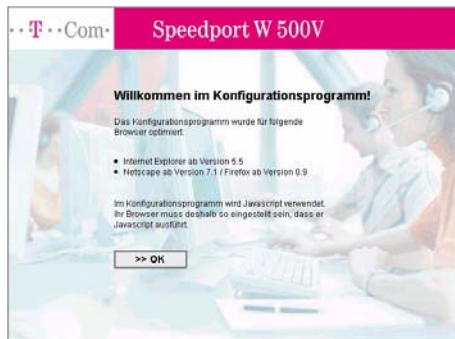 · · T · · Com · Speedport W 500V
Willkommen im Konfigurationsprogramm!
Das Konfigurationsprogramm wurde für folgende
Browser optimiert:
• Internet Explorer ab Version 5.5
• Netscape ab Version 7.1 / Firefox ab Version 0.9
Im Konfigurationsprogramm wird Javascript verwendet.
Ihr Browser muss deshalb so eingestellt sein, dass er
Javascript ausführt.
>> OK